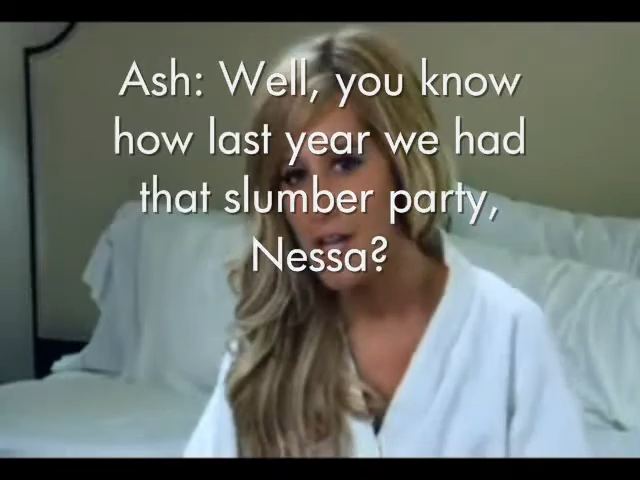 Ash: Well, you know
how last year we had
that slumber party,
Nessa?